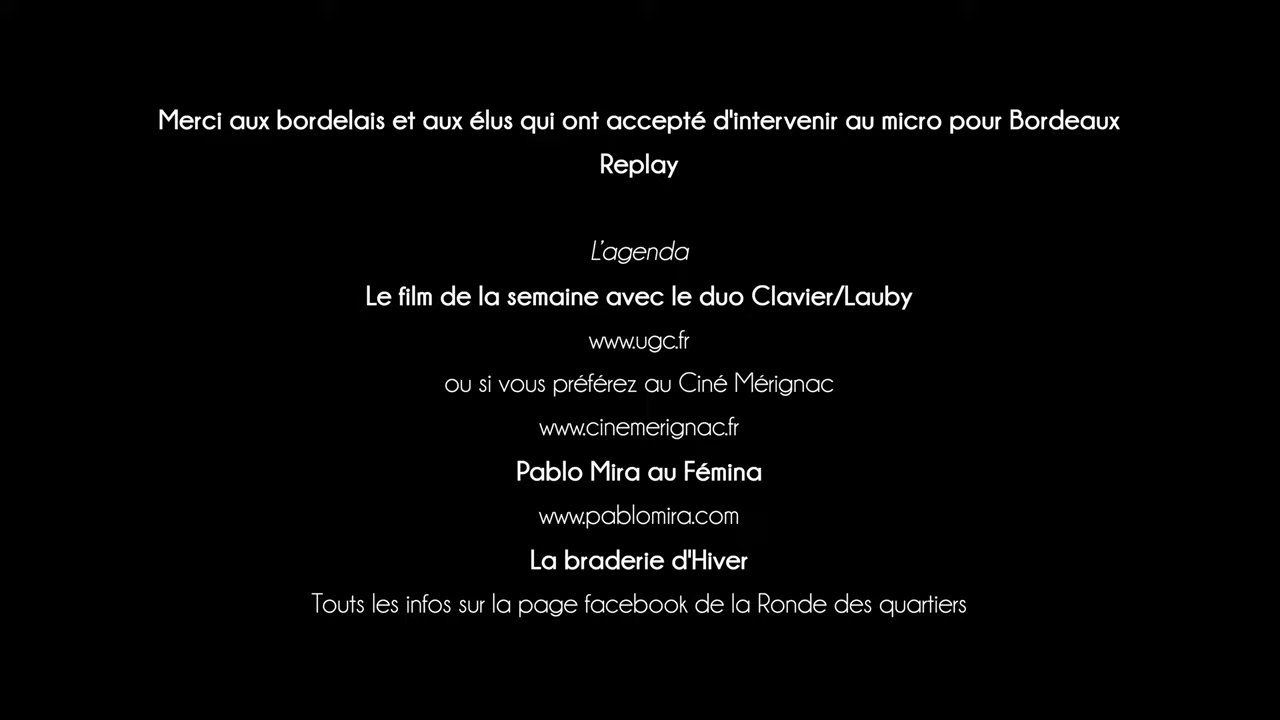 Merci aux bordelais et aux élus qui ont accepté d'intervenir au micro pour Bordeaux
Replay
L'agenda
Le film de la semaine avec le duo Clavier/Lauby
www.ugc.fr
ou si vous préférez au Ciné Mérignac
www.cinemerignac.fr
Pablo Mira au Fémina
www.pablomira.com
La braderie d'Hiver
Touts les infos sur la page facebook de la Ronde des quartiers